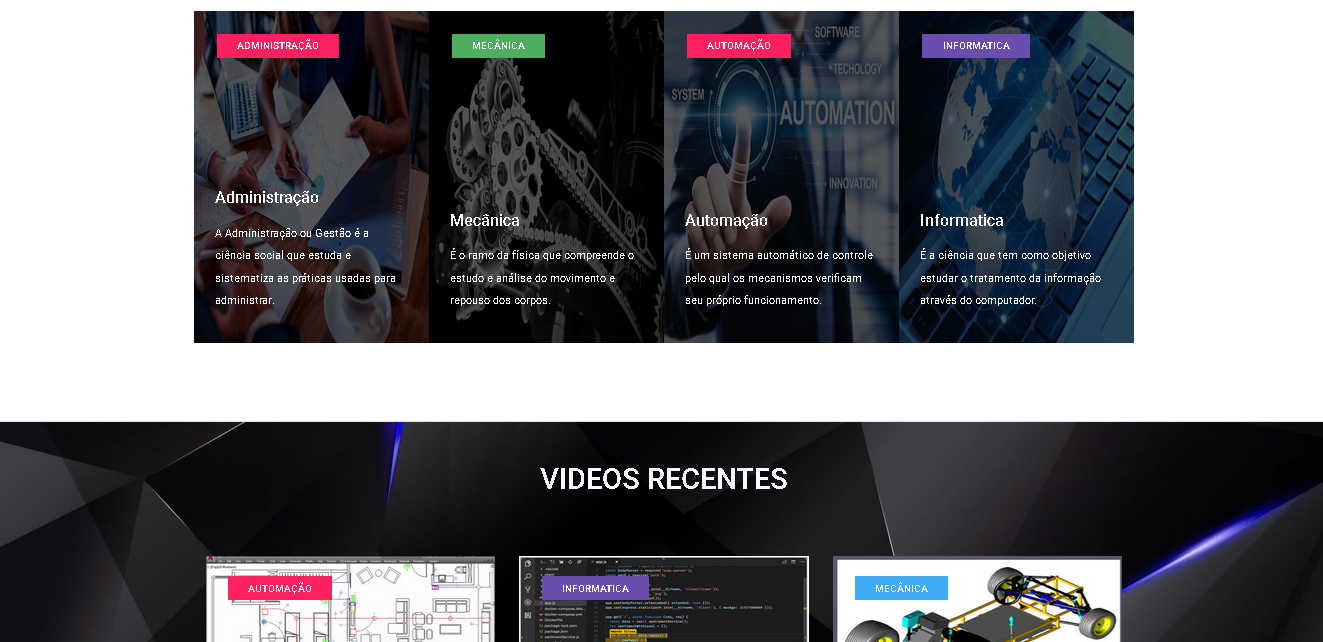 ADMINISTRAÇÃO
Administração
A Administração ou Gestão é a
ciência social que estuda e
sistematiza as práticas usadas para
administrar.
MECÂNICA
Mecânica
É o ramo da física que compreende o
estudo e análise do movimento e
repouso dos corpos.
AUTOMAÇÃO
SOFTWARE
TECHOLOGY
SYSTEM
AUTOMATION
INNOVATION
Automação
É um sistema automático de controle
pelo qual os mecanismos verificam
seu próprio funcionamento.
INFORMATICA
Informatica
É a ciência que tem como objetivo
estudar o tratamento da informação
através do computador.
VIDEOS RECENTES
AUTOMAÇÃO
INFORMATICA
MECÂNICA